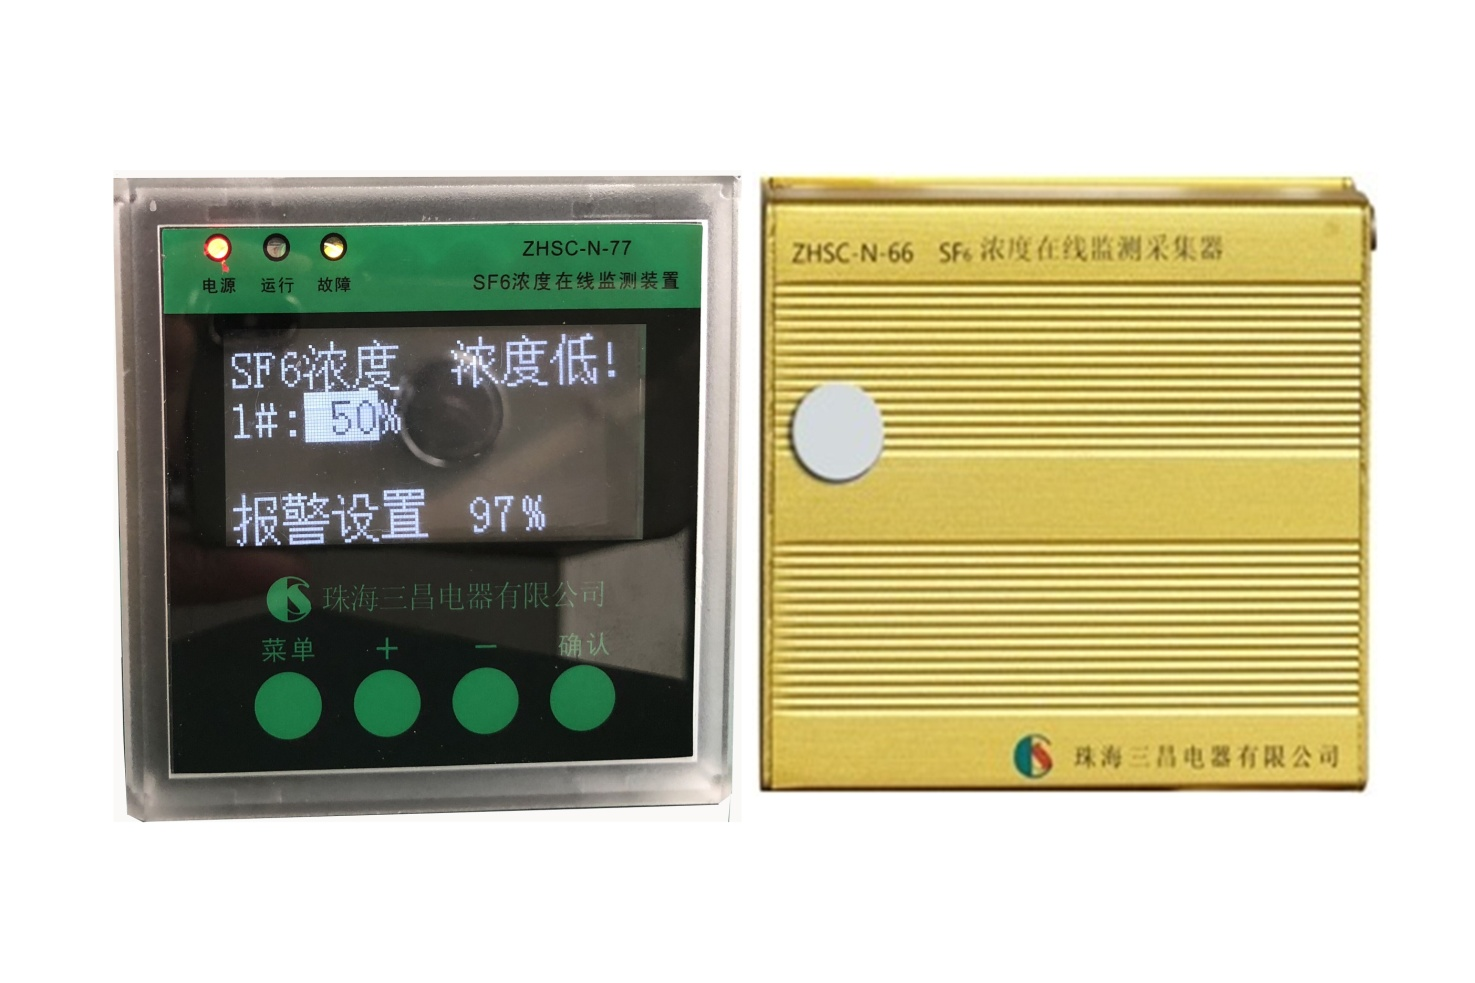 ZHSC-N-77
电源 运行 故障
SF6浓度在线监测装置
SF6浓度 浓度低!
1#: 50%
报警设置 97%
珠海三昌电器有限公司
菜单 + − 确认
ZHSC-N-66 SF₆ 浓度在线监测采集器
珠海三昌电器有限公司